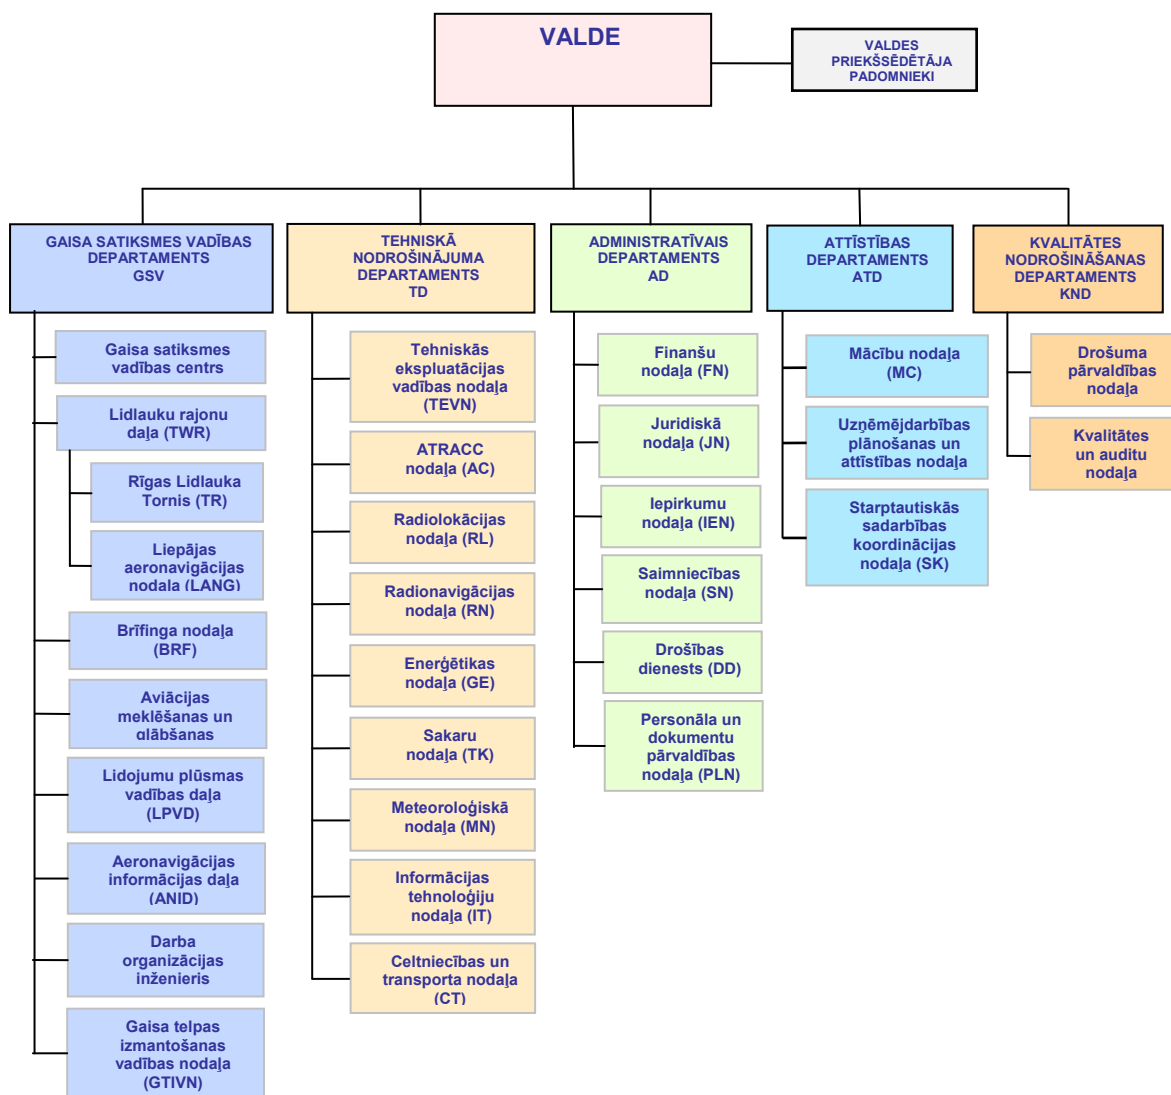 VALDE
VALDES
PRIEKŠSĒDĒTĀJA
PADOMNIEKI
GAISA SATIKSMES VADĪBAS
DEPARTAMENTS
GSV
Gaisa satiksmes
vadības centrs
Lidlauku rajonu
daļa (TWR)
Rīgas Lidlauka
Tornis (TR)
Liepājas
aeronavigācijas
nodaļa (LANG)
Brīfinga nodaļa
(BRF)
Aviācijas
meklēšanas un
glābšanas
Lidojumu plūsmas
vadības daļa
(LPVD)
Aeronavigācijas
informācijas daļa
(ANID)
Darba
organizācijas
inženieris
Gaisa telpas
izmantošanas
vadības nodaļa
(GTIVN)
TEHNISKĀ
NODROŠINĀJUMA
DEPARTAMENTS
TD
Tehniskās
ekspluatācijas
vadības nodaļa
(TEVN)
ATRACC
nodaļa (AC)
Radiolokācijas
nodaļa (RL)
Radionavigācijas
nodaļa (RN)
Enerģētikas
nodaļa (GE)
Sakaru
nodaļa (TK)
Meteoroloģiskā
nodaļa (MN)
Informācijas
tehnoloģiju
nodaļa (IT)
Celtniecības un
transporta nodaļa
(CT)
ADMINISTRATĪVAIS
DEPARTAMENTS
AD
Finanšu
nodaļa (FN)
Juridiskā
nodaļa (JN)
Iepirkumu
nodaļa (IEN)
Saimniecības
nodaļa (SN)
Drošības
dienests (DD)
Personāla un
dokumentu
pārvaldības
nodaļa (PLN)
ATTĪSTĪBAS
DEPARTAMENTS
ATD
Mācību nodaļa
(MC)
Uzņēmējdarbības
plānošanas un
attīstības nodaļa
Starptautiskās
sadarbības
koordinācijas
nodaļa (SK)
KVALITĀTES
NODROŠINĀŠANAS
DEPARTAMENTS
KND
Drošuma
pārvaldības
nodaļa
Kvalitātes
un auditu
nodaļa